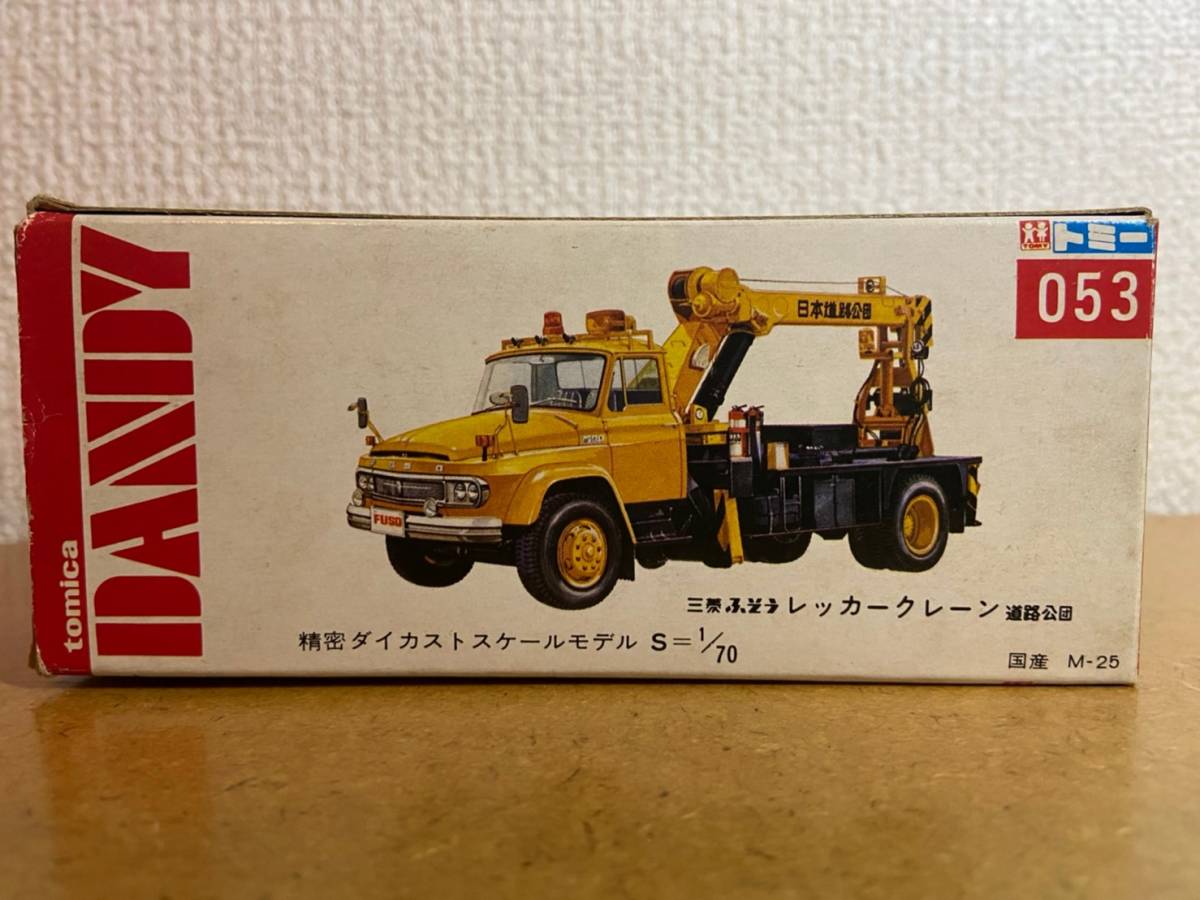 tomica
DANDY
TOMY トミー
053
日本道路公団
FUSO
FUSO
三菱ふそうレッカークレーン 道路公団
精密ダイカストスケールモデル S=1/70
国産 M-25